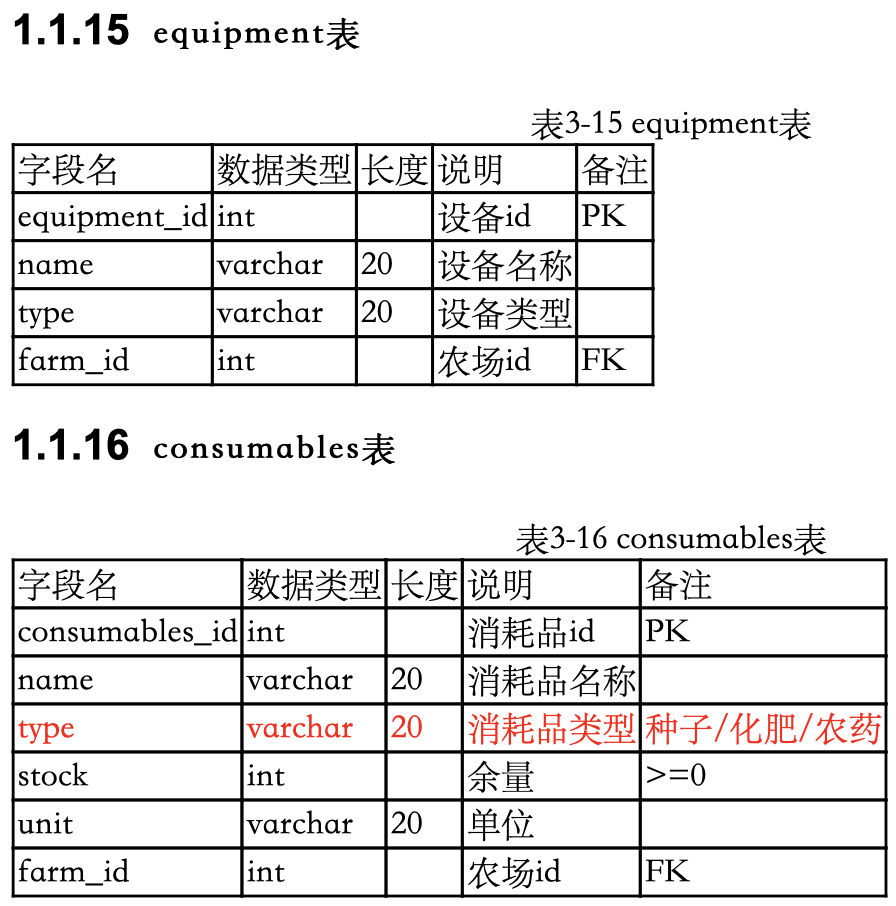 1.1.15 equipment表
表3-15 equipment表
字段名 数据类型 长度 说明 备注
equipment_id int 设备id PK
name varchar 20 设备名称
type varchar 20 设备类型
farm_id int 农场id FK
1.1.16 consumables表
表3-16 consumables表
字段名 数据类型 长度 说明 备注
consumables_id int 消耗品id PK
name varchar 20 消耗品名称
type varchar 20 消耗品类型 种子/化肥/农药
stock int 余量 >=0
unit varchar 20 单位
farm_id int 农场id FK